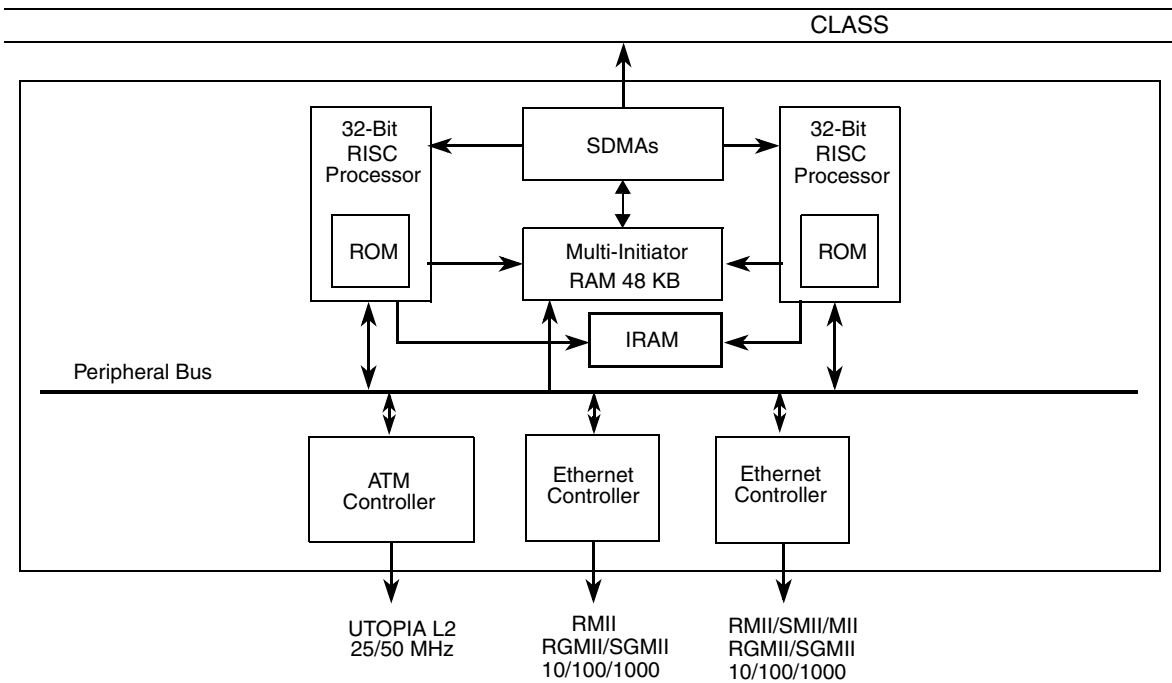 CLASS
32-Bit
RISC
Processor
SDMAs
32-Bit
RISC
Processor
ROM
Multi-Initiator
RAM 48 KB
ROM
IRAM
Peripheral Bus
ATM
Controller
Ethernet
Controller
Ethernet
Controller
UTOPIA L2
25/50 MHz
RMII
RGMII/SGMII
10/100/1000
RMII/SMII/MII
RGMII/SGMII
10/100/1000